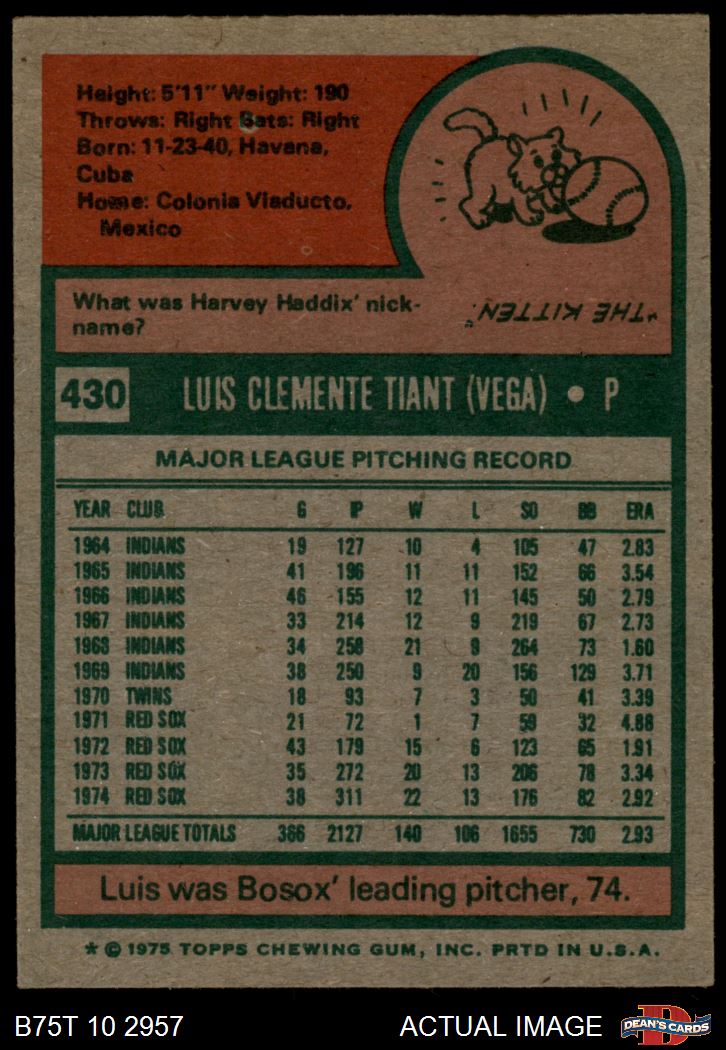 Height: 5'11" Weight: 190
Throws: Right Bats: Right
Born: 11-23-40, Havana,
Cuba
Home: Colonia Viaducto,
Mexico
What was Harvey Haddix' nick-
name?
"THE KITTEN"
430 LUIS CLEMENTE TIANT (VEGA) • P
MAJOR LEAGUE PITCHING RECORD
YEAR CLUB G IP W L SO BB ERA
1964 INDIANS 19 127 10 4 105 47 2.83
1965 INDIANS 41 196 11 11 152 66 3.54
1966 INDIANS 46 155 12 11 145 50 2.79
1967 INDIANS 33 214 12 9 219 67 2.73
1968 INDIANS 34 258 21 9 264 73 1.60
1969 INDIANS 38 250 9 20 156 129 3.71
1970 TWINS 18 93 7 3 50 41 3.39
1971 RED SOX 21 72 1 7 59 32 4.88
1972 RED SOX 43 179 15 6 123 65 1.91
1973 RED SOX 35 272 20 13 206 78 3.34
1974 RED SOX 38 311 22 13 176 82 2.92
MAJOR LEAGUE TOTALS 366 2127 140 106 1655 730 2.93
Luis was Bosox' leading pitcher, 74.
* © 1975 TOPPS CHEWING GUM, INC. PRTD IN U.S.A.
B75T 10 2957 ACTUAL IMAGE D DEAN'S CARDS